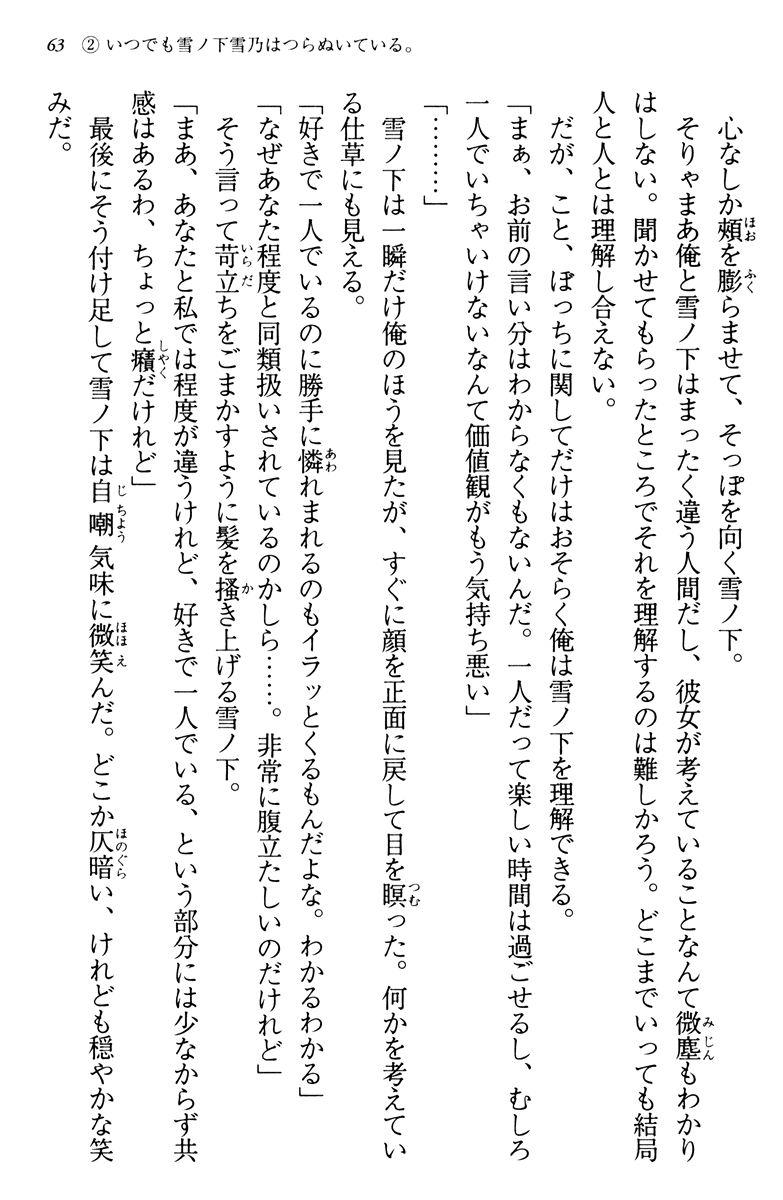 63 ② いつでも雪ノ下雪乃はつらぬいている。
心なしか頬を膨らませて、そっぽを向く雪ノ下。
そりゃまあ俺と雪ノ下はまったく違う人間だし、彼女が考えていることなんて微塵もわかり
はしない。聞かせてもらったところでそれを理解するのは難しかろう。どこまでいっても結局
人と人とは理解し合えない。
だが、こと、ぼっちに関してだけはおそらく俺は雪ノ下を理解できる。
「まぁ、お前の言い分はわからなくもないんだ。一人だって楽しい時間は過ごせるし、むしろ
一人でいちゃいけないなんて価値観がもう気持ち悪い」
「………」
雪ノ下は一瞬だけ俺のほうを見たが、すぐに顔を正面に戻して目を瞑った。何かを考えてい
る仕草にも見える。
「好きで一人でいるのに勝手に憐れまれるのもイラッとくるもんだよな。わかるわかる」
「なぜあなた程度と同類扱いされているのかしら……。非常に腹立たしいのだけれど」
そう言って苛立ちをごまかすように髪を掻き上げる雪ノ下。
「まあ、あなたと私では程度が違うけれど、好きで一人でいる、という部分には少なからず共
感はあるわ、ちょっと癪だけれど」
最後にそう付け足して雪ノ下は自嘲気味に微笑んだ。どこか仄暗い、けれども穏やかな笑
みだ。